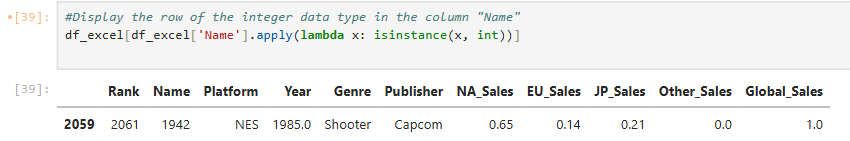 [39]: #Display the row of the integer data type in the column "Name"
df_excel[df_excel['Name'].apply(lambda x: isinstance(x, int))]
[39]: Rank Name Platform Year Genre Publisher NA_Sales EU_Sales JP_Sales Other_Sales Global_Sales
2059 2061 1942 NES 1985.0 Shooter Capcom 0.65 0.14 0.21 0.0 1.0